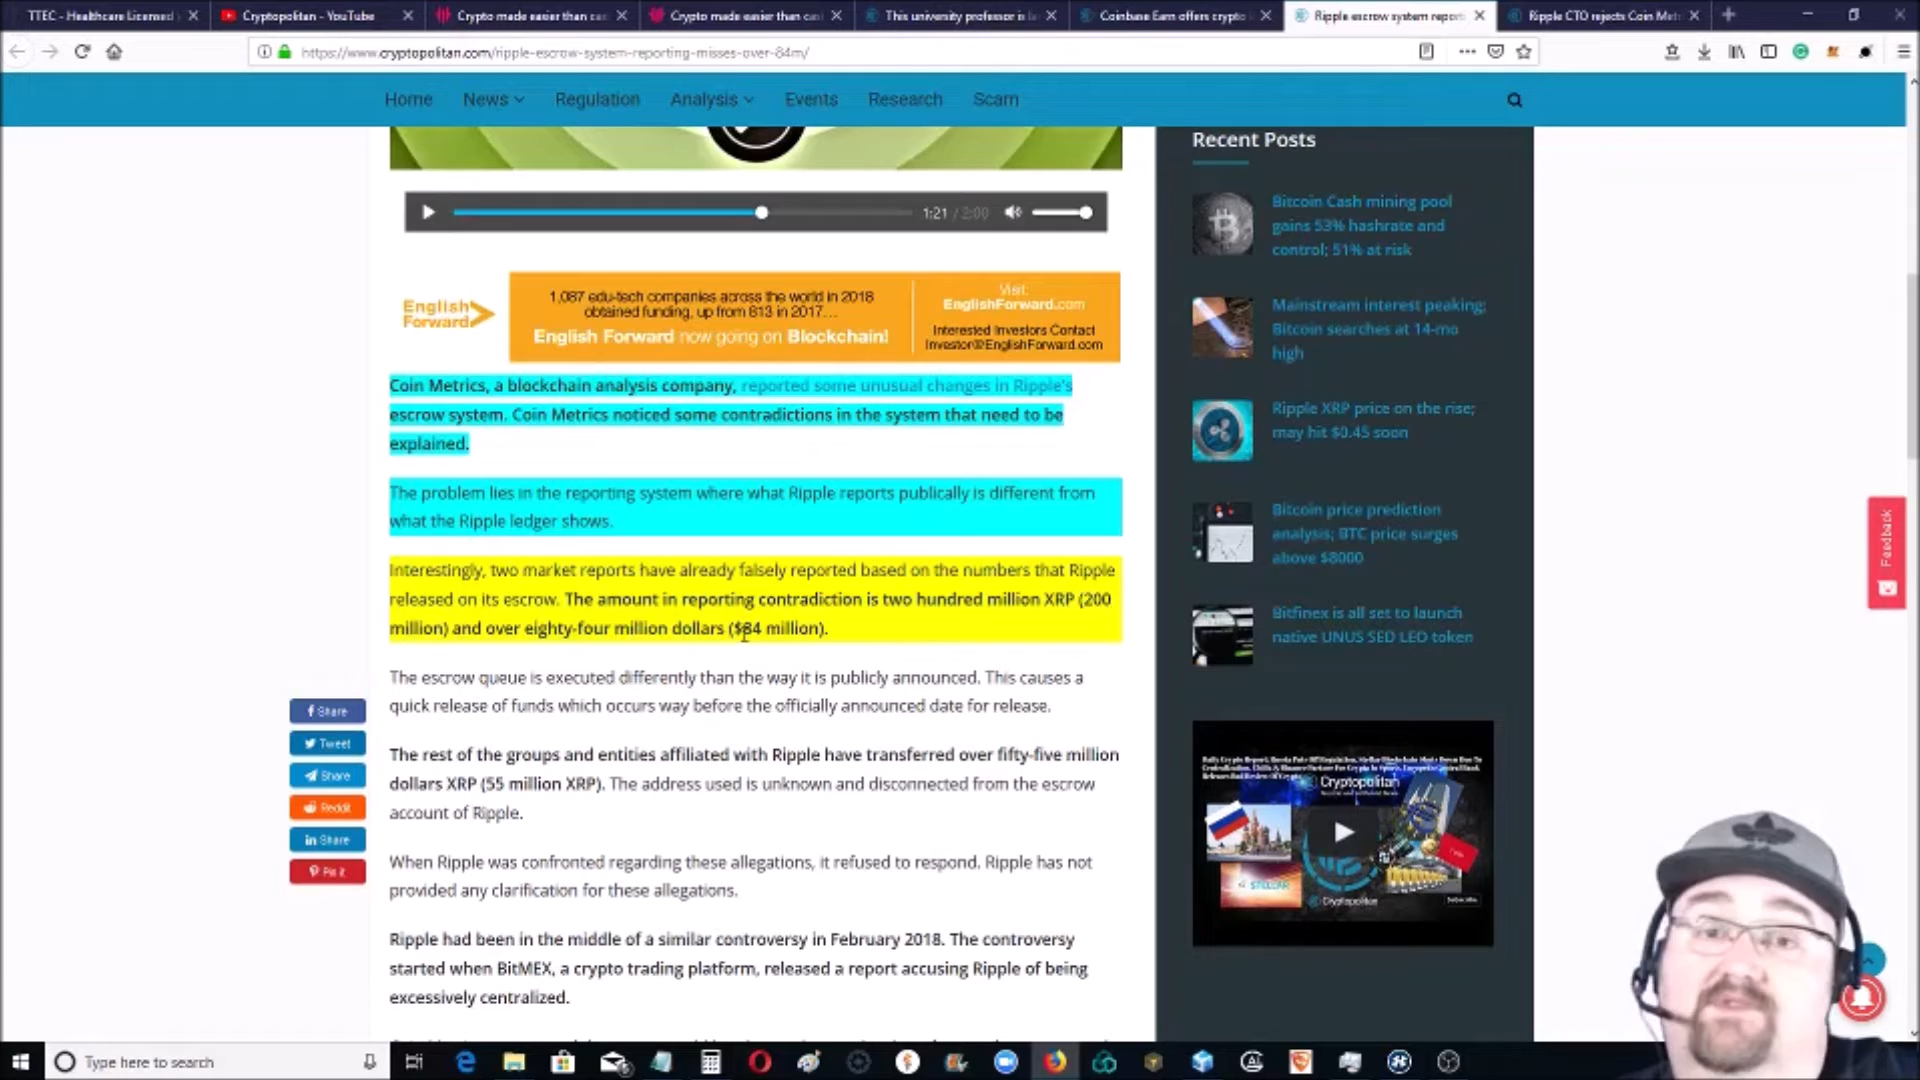 TTEC - Healthcare Licensed
Cryptopolitan - YouTube
Crypto made easier than ca
Crypto made easier than ca
This university professor is
Coinbase Earn offers crypto
Ripple escrow system report
Ripple CTO rejects Coin Met
https://www.cryptopolitan.com/ripple-escrow-system-reporting-misses-over-84m/
Home
News
Regulation
Analysis
Events
Research
Scam
1:21 / 2:00
English Forward
1,087 edu-tech companies across the world in 2018
obtained funding, up from 813 in 2017...
English Forward now going on Blockchain!
Visit:
EnglishForward.com
Interested Investors Contact
Investor@EnglishForward.com
Coin Metrics, a blockchain analysis company, reported some unusual changes in Ripple's
escrow system. Coin Metrics noticed some contradictions in the system that need to be
explained.
The problem lies in the reporting system where what Ripple reports publically is different from
what the Ripple ledger shows.
Interestingly, two market reports have already falsely reported based on the numbers that Ripple
released on its escrow. The amount in reporting contradiction is two hundred million XRP (200
million) and over eighty-four million dollars ($84 million).
The escrow queue is executed differently than the way it is publicly announced. This causes a
quick release of funds which occurs way before the officially announced date for release.
The rest of the groups and entities affiliated with Ripple have transferred over fifty-five million
dollars XRP (55 million XRP). The address used is unknown and disconnected from the escrow
account of Ripple.
When Ripple was confronted regarding these allegations, it refused to respond. Ripple has not
provided any clarification for these allegations.
Ripple had been in the middle of a similar controversy in February 2018. The controversy
started when BitMEX, a crypto trading platform, released a report accusing Ripple of being
excessively centralized.
Share
Tweet
Share
Reddit
Share
Pin it
Recent Posts
Bitcoin Cash mining pool
gains 53% hashrate and
control; 51% at risk
Mainstream interest peaking;
Bitcoin searches at 14-mo
high
Ripple XRP price on the rise;
may hit $0.45 soon
Bitcoin price prediction
analysis; BTC price surges
above $8000
Bitfinex is all set to launch
native UNUS SED LEO token
Cryptopolitan
STELLAR
Cryptopolitan
Subscribe
Feedback
Type here to search